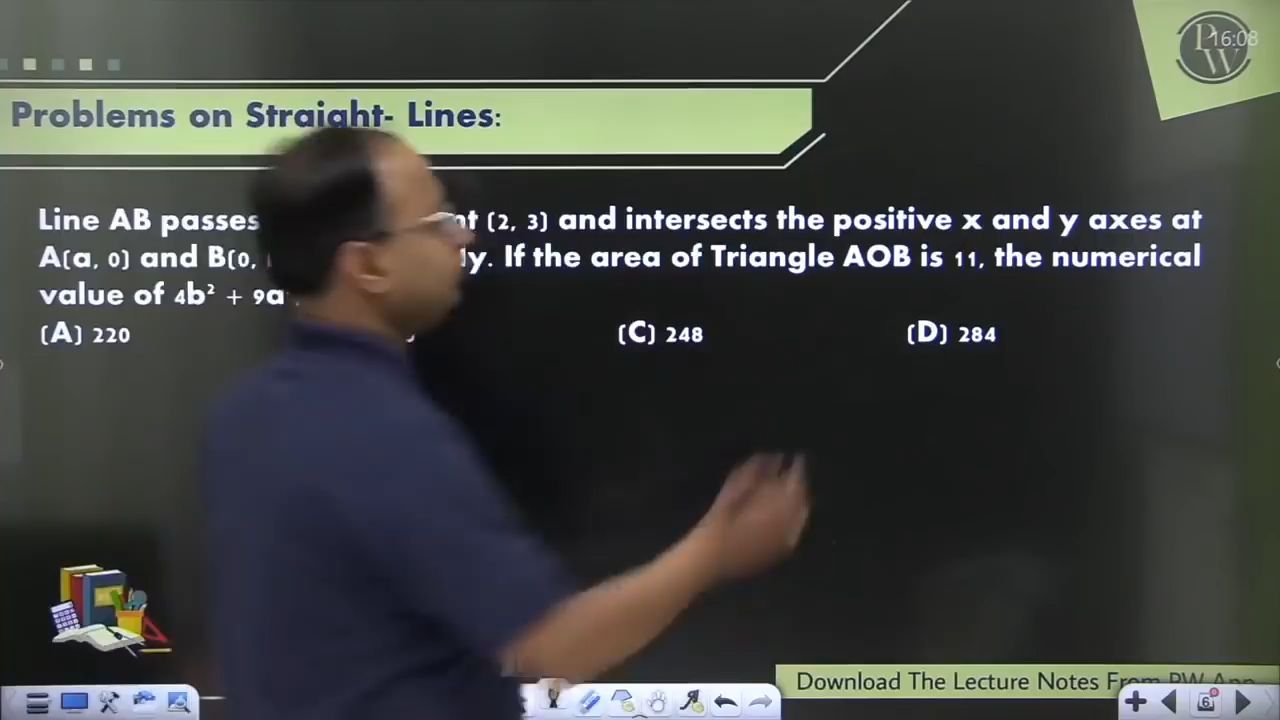 PW
16:08
Problems on Straight- Lines:
Line AB passes (2, 3) and intersects the positive x and y axes at
A(a, 0) and B(0, If the area of Triangle AOB is 11, the numerical
value of 4b² + 9a
(A) 220 (C) 248 (D) 284
Download The Lecture Notes From PW App
6